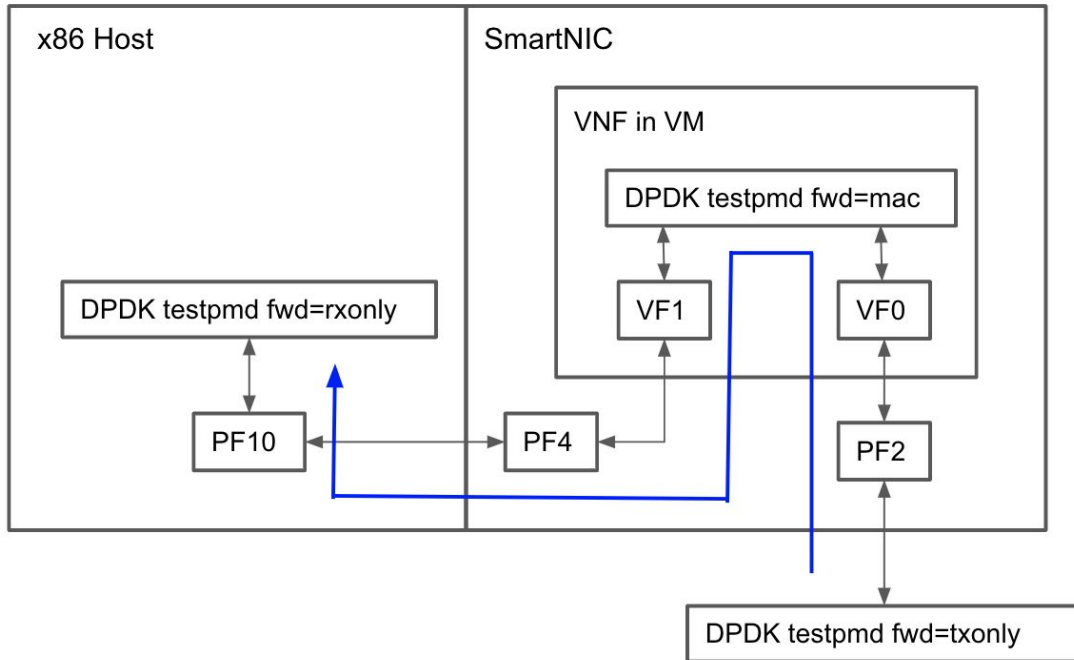 x86 Host
SmartNIC
VNF in VM
DPDK testpmd fwd=mac
DPDK testpmd fwd=rxonly
VF1
VF0
PF10
PF4
PF2
DPDK testpmd fwd=txonly